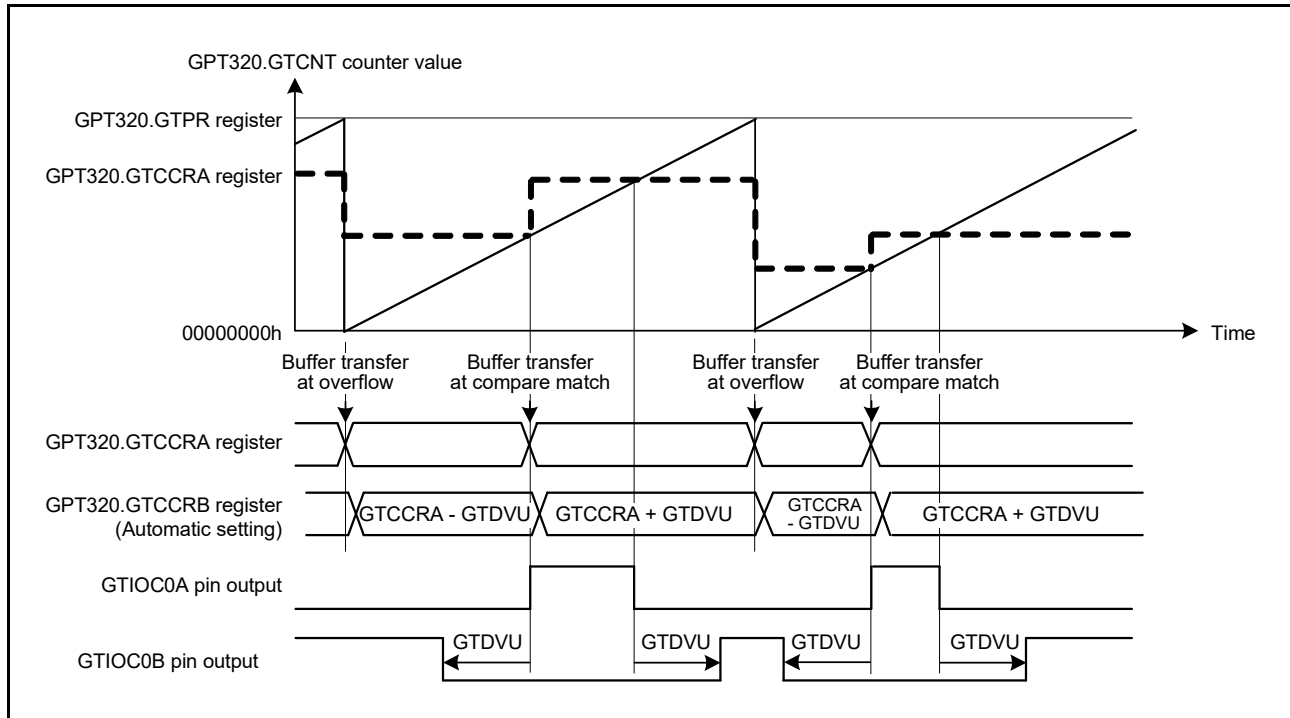 GPT320.GTCNT counter value
GPT320.GTPR register
GPT320.GTCCRA register
00000000h
Time
Buffer transfer
at overflow
Buffer transfer
at compare match
Buffer transfer
at overflow
Buffer transfer
at compare match
GPT320.GTCCRA register
GPT320.GTCCRB register
(Automatic setting)
GTCCRA - GTDVU
GTCCRA + GTDVU
GTCCRA
- GTDVU
GTCCRA + GTDVU
GTIOC0A pin output
GTIOC0B pin output
GTDVU
GTDVU
GTDVU
GTDVU